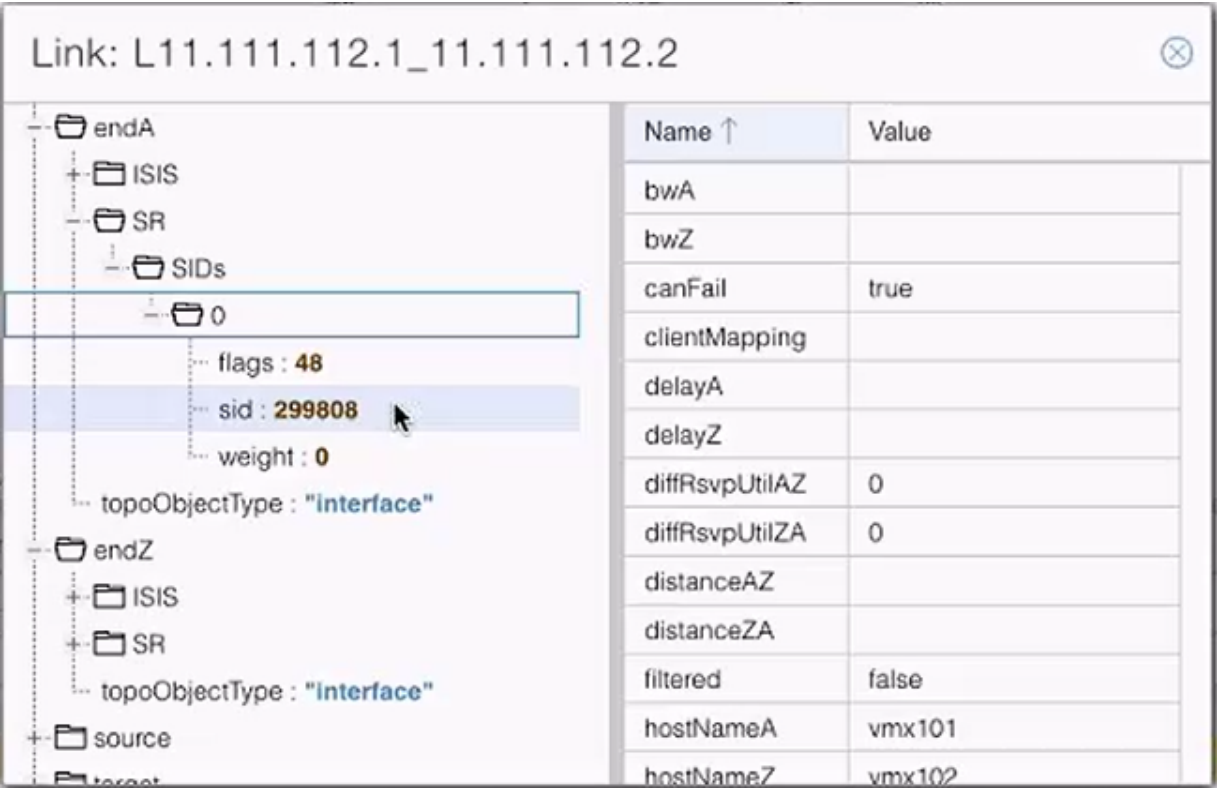 Link: L11.111.112.1_11.111.112.2
endA
ISIS
SR
SIDs
0
flags : 48
sid : 299808
weight : 0
topoObjectType : "interface"
endZ
ISIS
SR
topoObjectType : "interface"
source
target
Name ↑ Value
bwA
bwZ
canFail true
clientMapping
delayA
delayZ
diffRsvpUtilAZ 0
diffRsvpUtilZA 0
distanceAZ
distanceZA
filtered false
hostNameA vmx101
hostNameZ vmx102